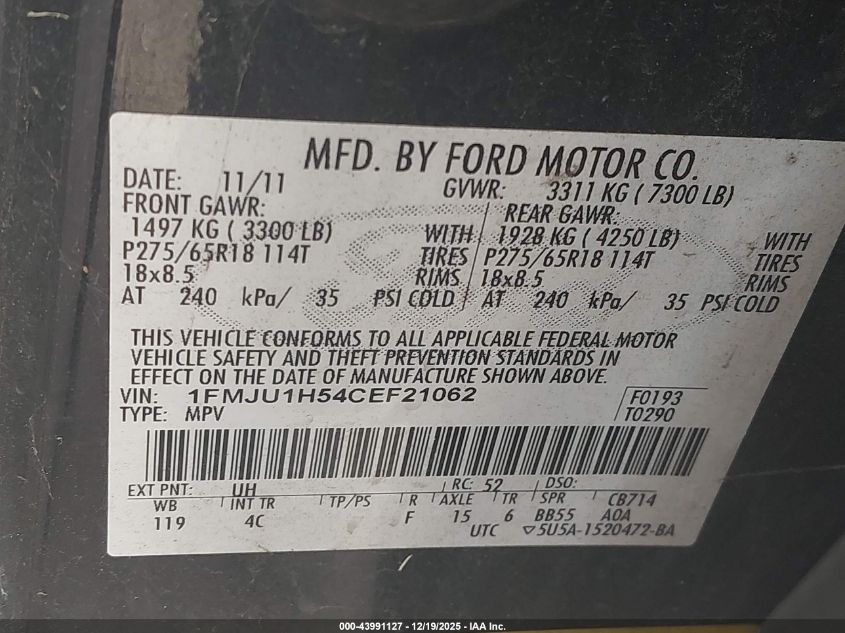 MFD. BY FORD MOTOR CO.
DATE: 11/11 GVWR: 3311 KG ( 7300 LB)
FRONT GAWR: REAR GAWR:
1497 KG ( 3300 LB) WITH 1928 KG ( 4250 LB) WITH
P275/65R18 114T TIRES P275/65R18 114T TIRES
18x8.5 RIMS 18x8.5 RIMS
AT 240 kPa/ 35 PSI COLD AT 240 kPa/ 35 PSI COLD
THIS VEHICLE CONFORMS TO ALL APPLICABLE FEDERAL MOTOR
VEHICLE SAFETY AND THEFT PREVENTION STANDARDS IN
EFFECT ON THE DATE OF MANUFACTURE SHOWN ABOVE.
VIN: 1FMJU1H54CEF21062 F0193
TYPE: MPV T0290
EXT PNT: UH RC: 52 DSO:
WB INT TR TP/PS R AXLE TR SPR CB714
119 4C F 15 6 BB55 A0A
UTC ▽5U5A-1520472-BA
000-43991127 - 12/19/2025 - IAA Inc.